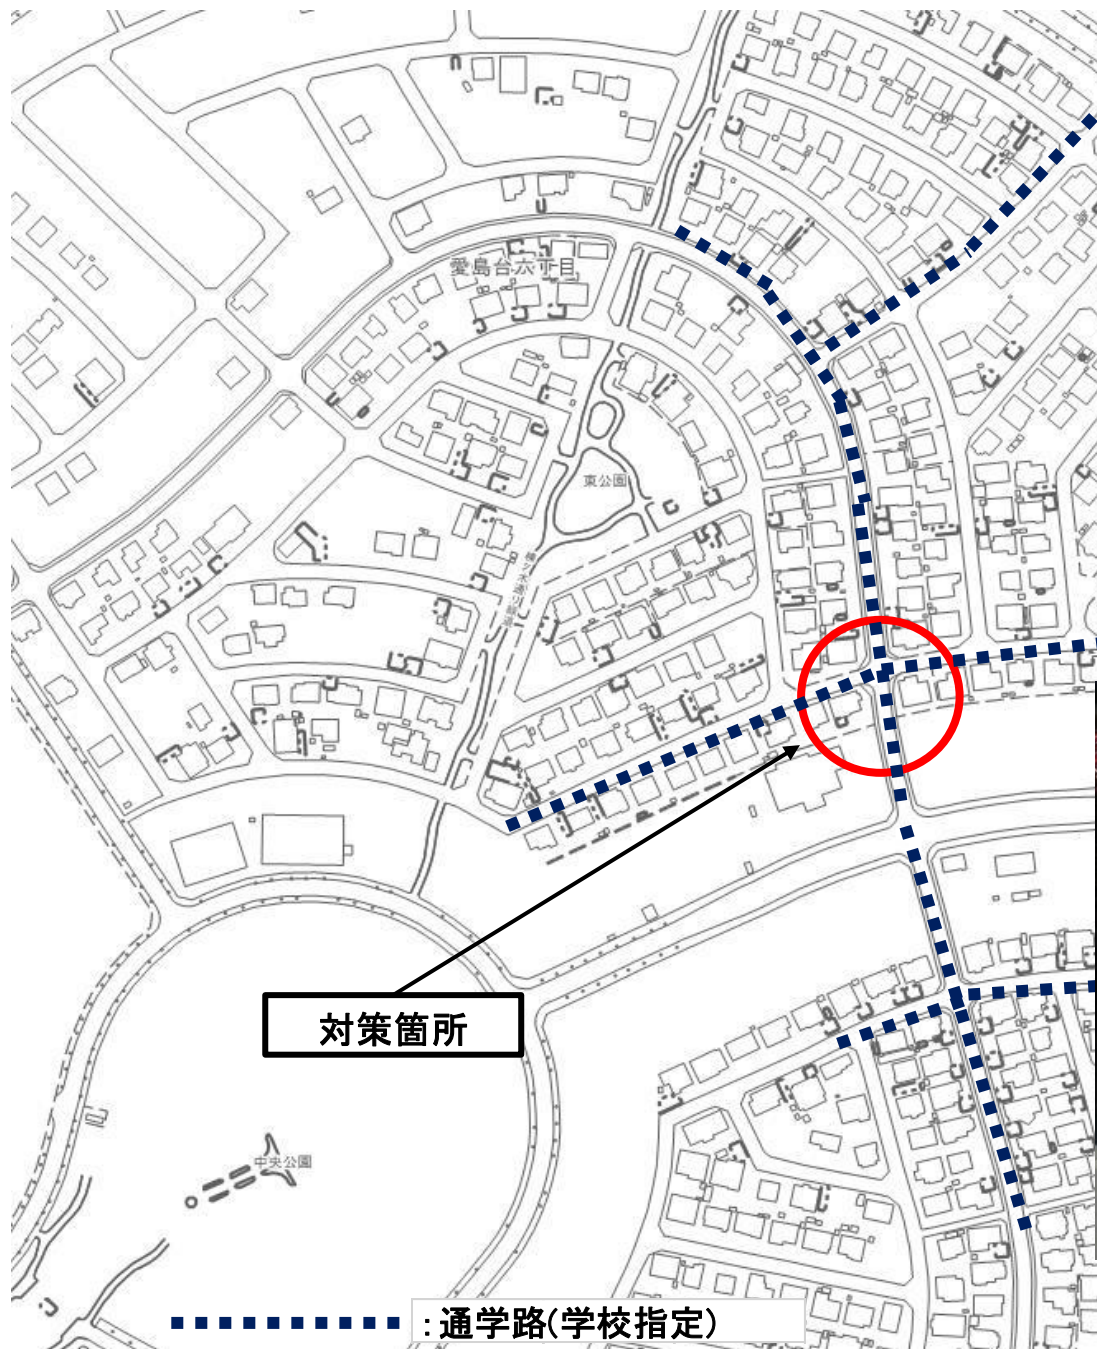 愛島台六丁目
東公園
対策箇所
中央公園
:通学路(学校指定)